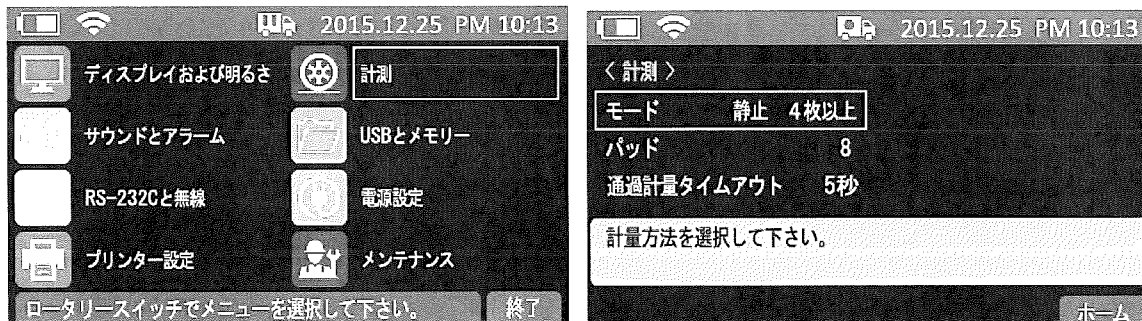 2015.12.25 PM 10:13
ディスプレイおよび明るさ
計測
サウンドとアラーム
USBとメモリー
RS-232Cと無線
電源設定
プリンター設定
メンテナンス
ロータリースイッチでメニューを選択して下さい。
終了
2015.12.25 PM 10:13
〈 計測 〉
モード 静止 4枚以上
パッド 8
通過計量タイムアウト 5秒
計量方法を選択して下さい。
ホーム